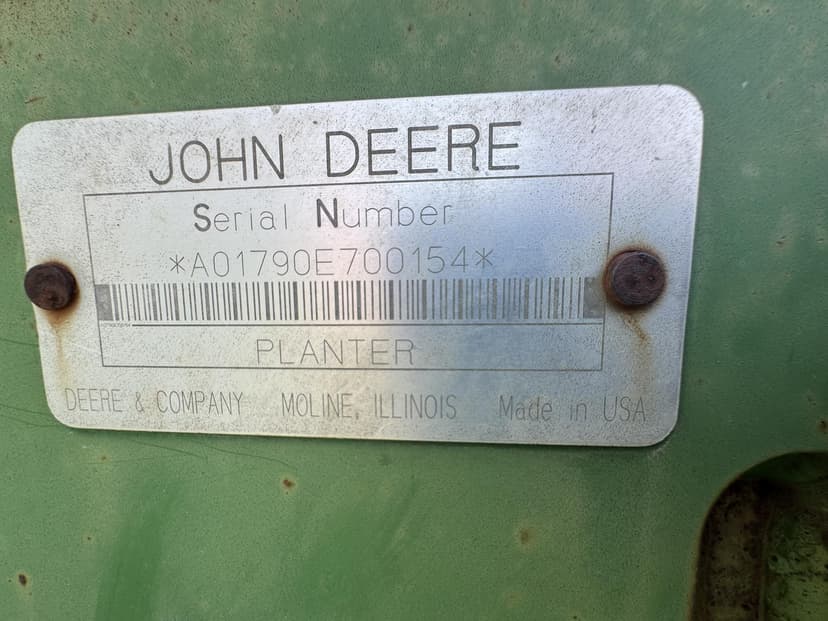 JOHN DEERE
Serial Number
*A01790E700154*
PLANTER
DEERE & COMPANY MOLINE, ILLINOIS Made in USA